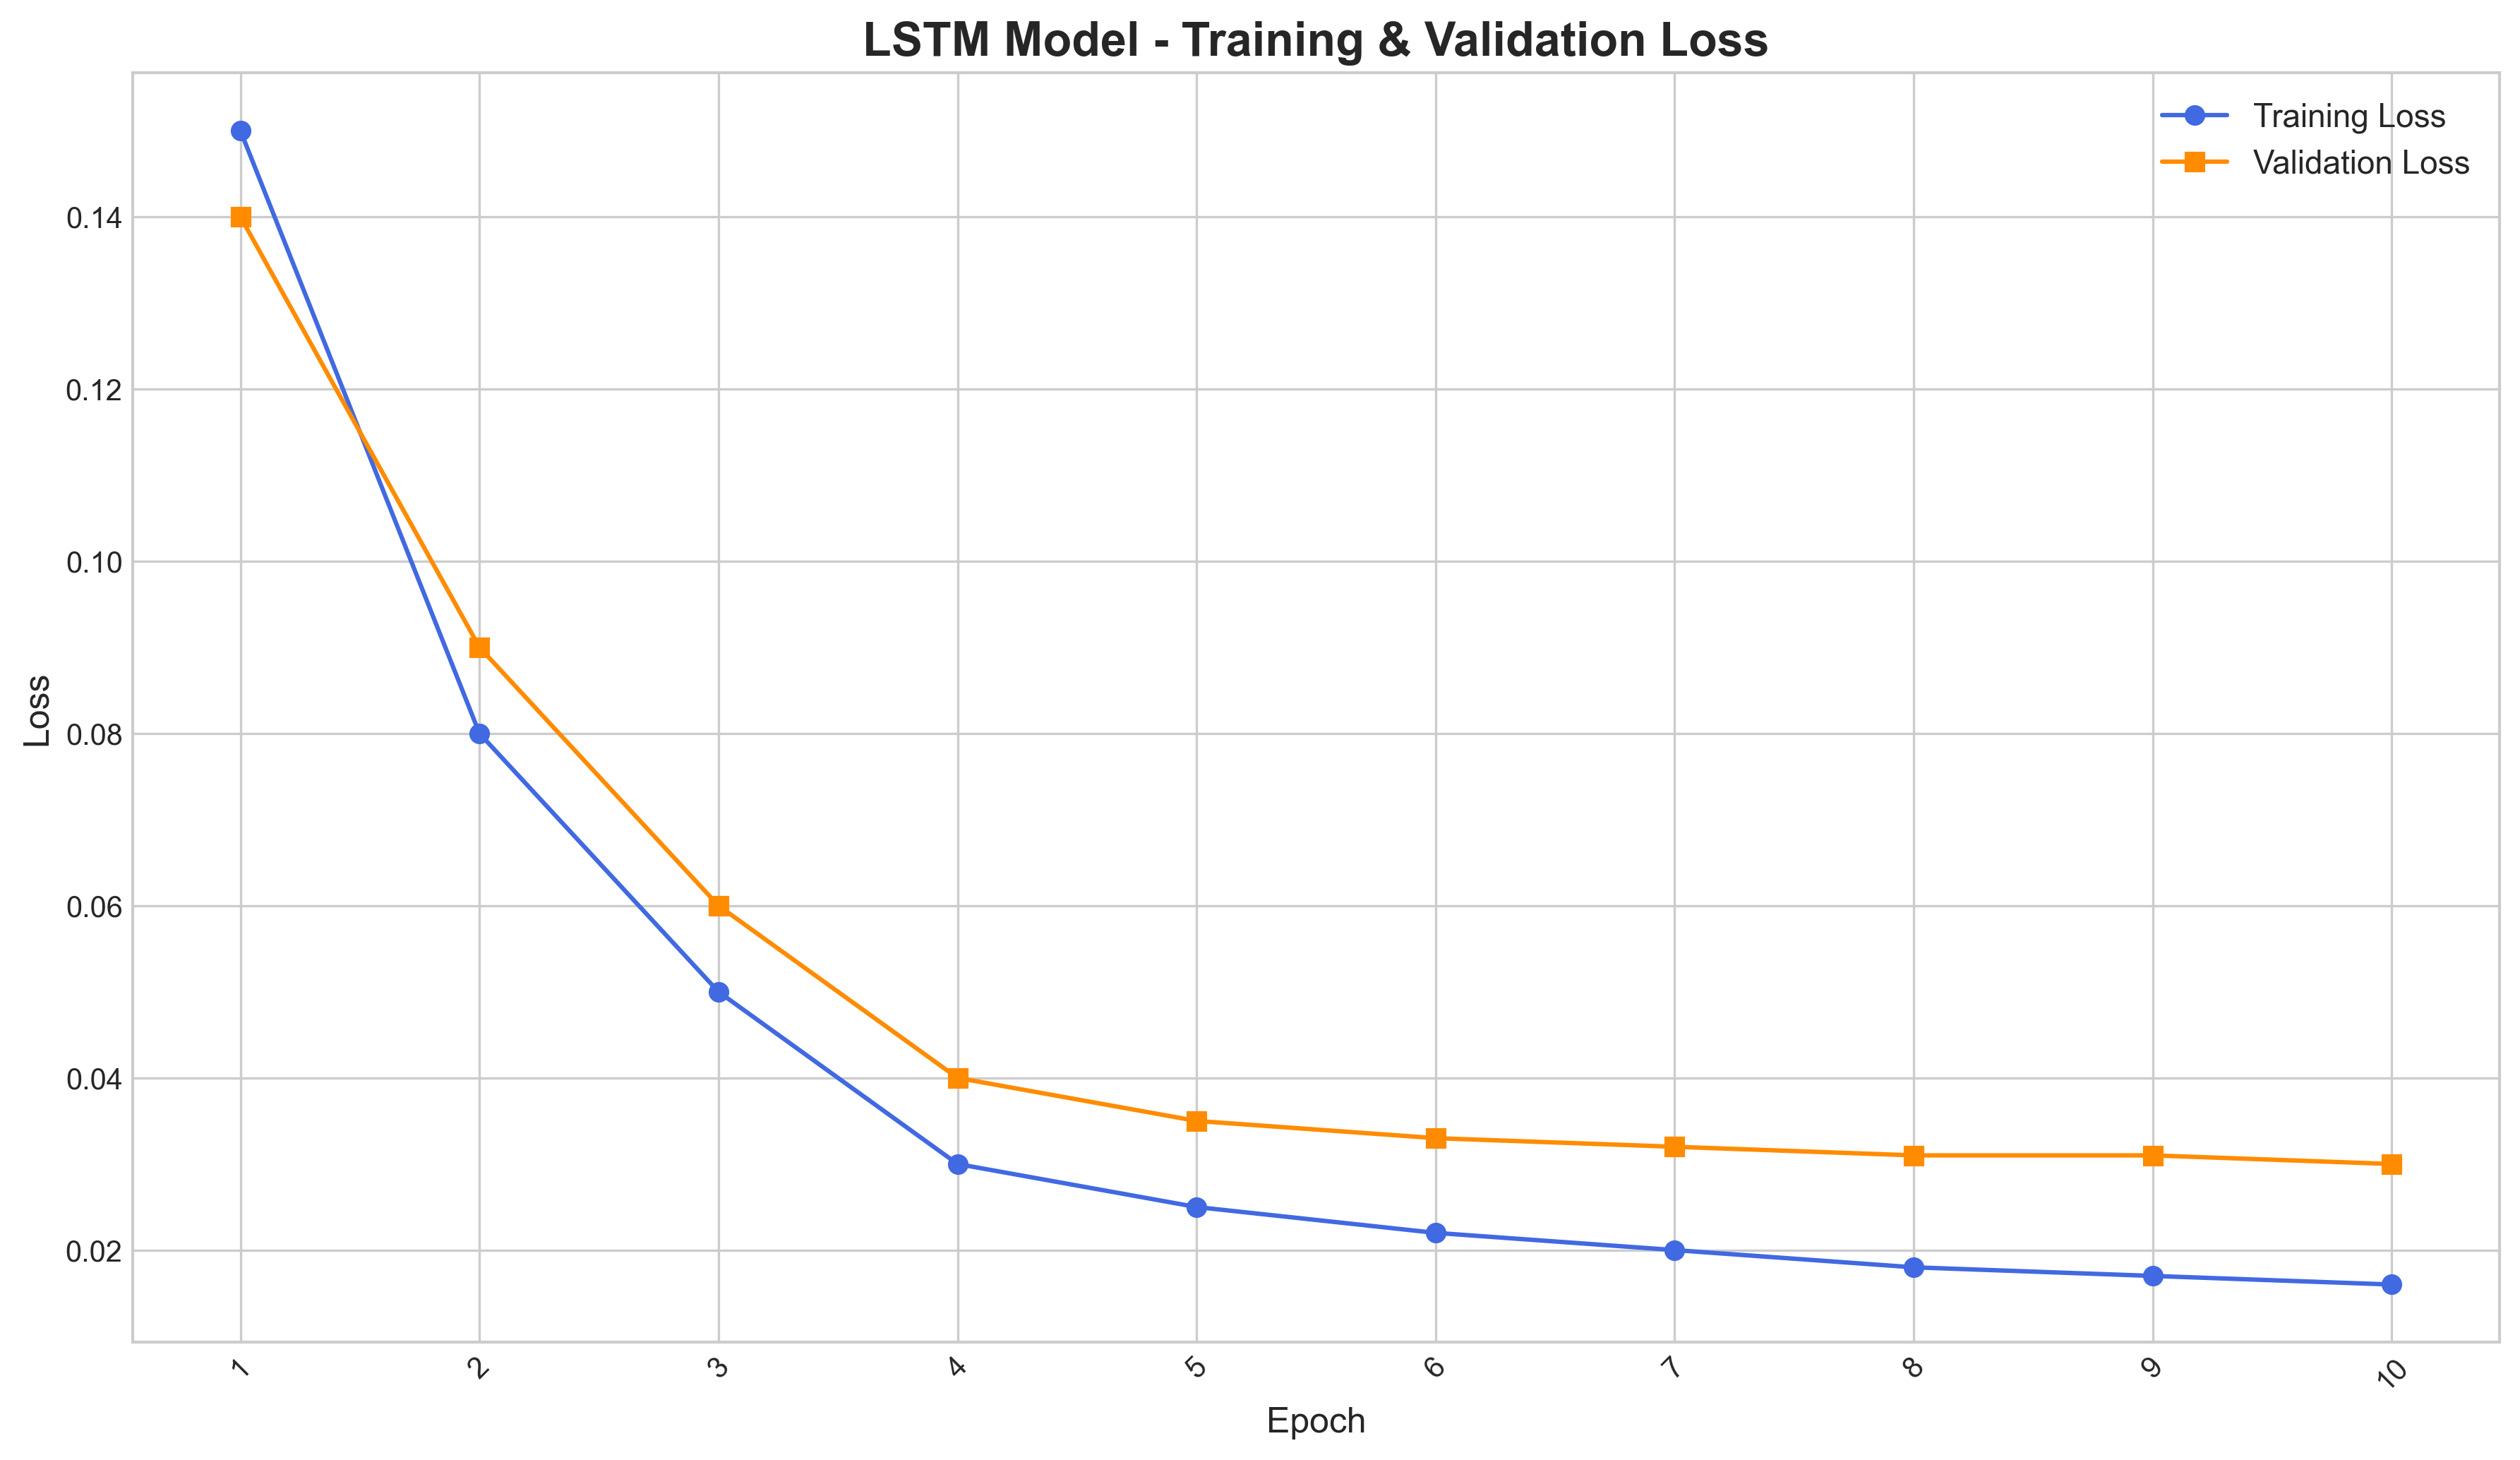 LSTM Model - Training & Validation Loss
Training Loss
Validation Loss
0.14
0.12
0.10
0.08
0.06
0.04
0.02
Loss
1 2 3 4 5 6 7 8 9 10
Epoch